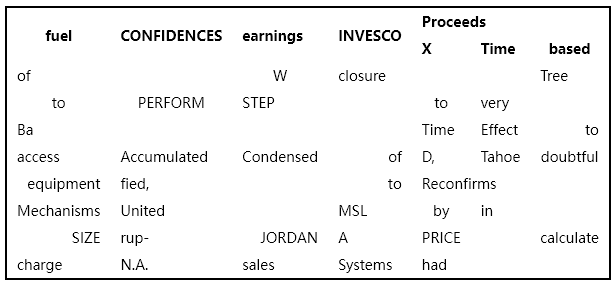 Proceeds
fuel CONFIDENCES earnings INVESCO X Time based
of W closure Tree
to PERFORM STEP to very
Ba Time Effect to
access Accumulated Condensed of D, Tahoe doubtful
equipment fied, to Reconfirms
Mechanisms United MSL by in
SIZE rup- JORDAN A PRICE calculate
charge N.A. sales Systems had